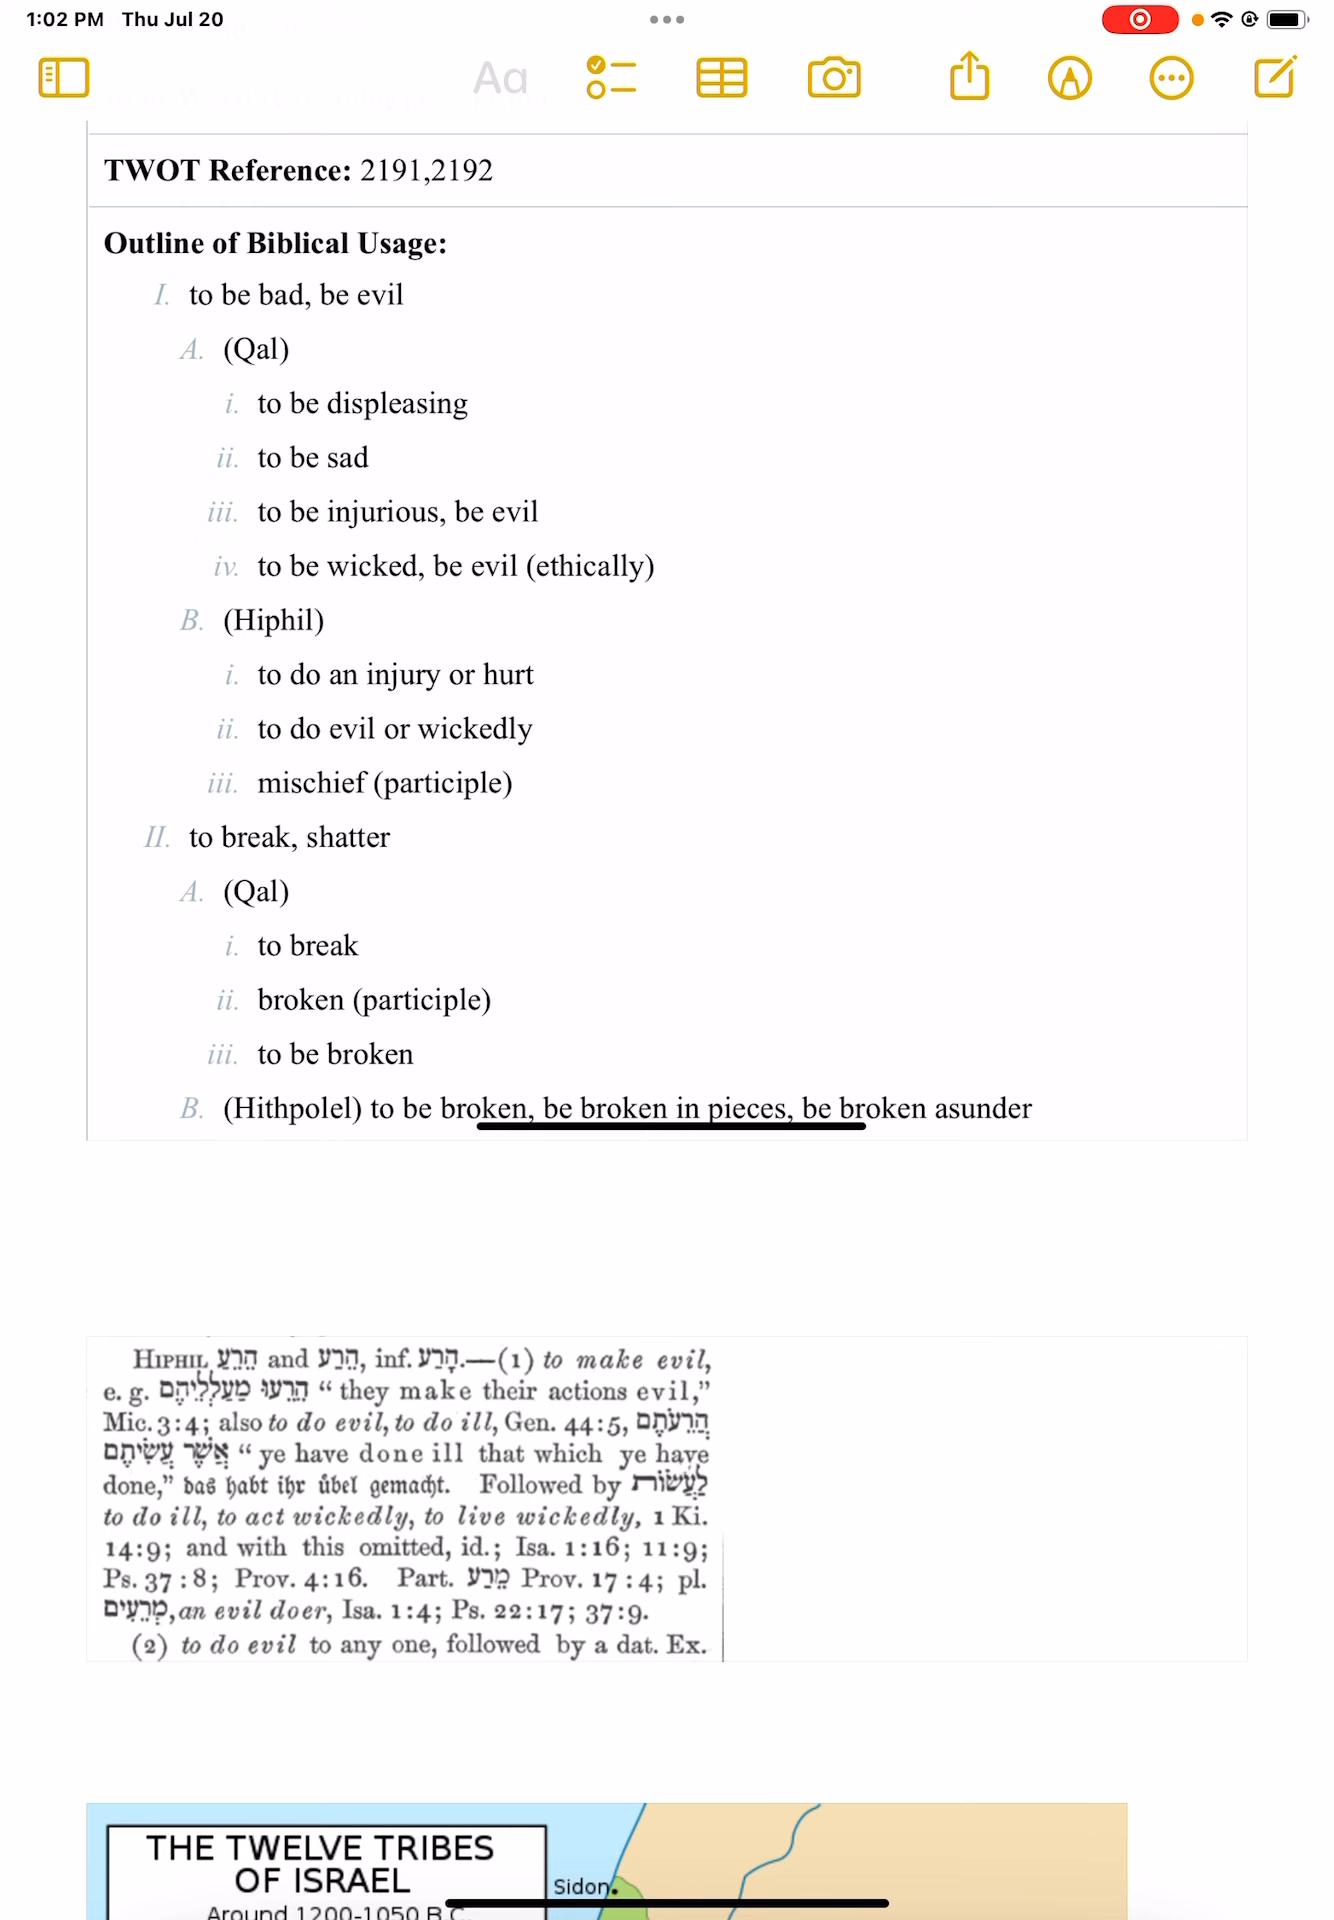 1:02 PM Thu Jul 20
Aa
TWOT Reference: 2191,2192
Outline of Biblical Usage:
I. to be bad, be evil
A. (Qal)
i. to be displeasing
ii. to be sad
iii. to be injurious, be evil
iv. to be wicked, be evil (ethically)
B. (Hiphil)
i. to do an injury or hurt
ii. to do evil or wickedly
iii. mischief (participle)
II. to break, shatter
A. (Qal)
i. to break
ii. broken (participle)
iii. to be broken
B. (Hithpolel) to be broken, be broken in pieces, be broken asunder
HIPHIL הֵרֵעַ and הֵרַע, inf. הָרַע.—(1) to make evil,
e. g. הֵרֵעוּ מַעַלְלֵיהֶם “they make their actions evil,”
Mic. 3:4; also to do evil, to do ill, Gen. 44:5, הֲרֵעֹתֶם
אֲשֶׁר עֲשִׂיתֶם “ye have done ill that which ye have
done,” das habt ihr übel gemacht. Followed by לַעֲשׂוֹת
to do ill, to act wickedly, to live wickedly, 1 Ki.
14:9; and with this omitted, id.; Isa. 1:16; 11:9;
Ps. 37:8; Prov. 4:16. Part. מֵרַע Prov. 17:4; pl.
מְרֵעִים, an evil doer, Isa. 1:4; Ps. 22:17; 37:9.
(2) to do evil to any one, followed by a dat. Ex.
THE TWELVE TRIBES
OF ISRAEL
Sidon
Around 1200-1050 B.C.